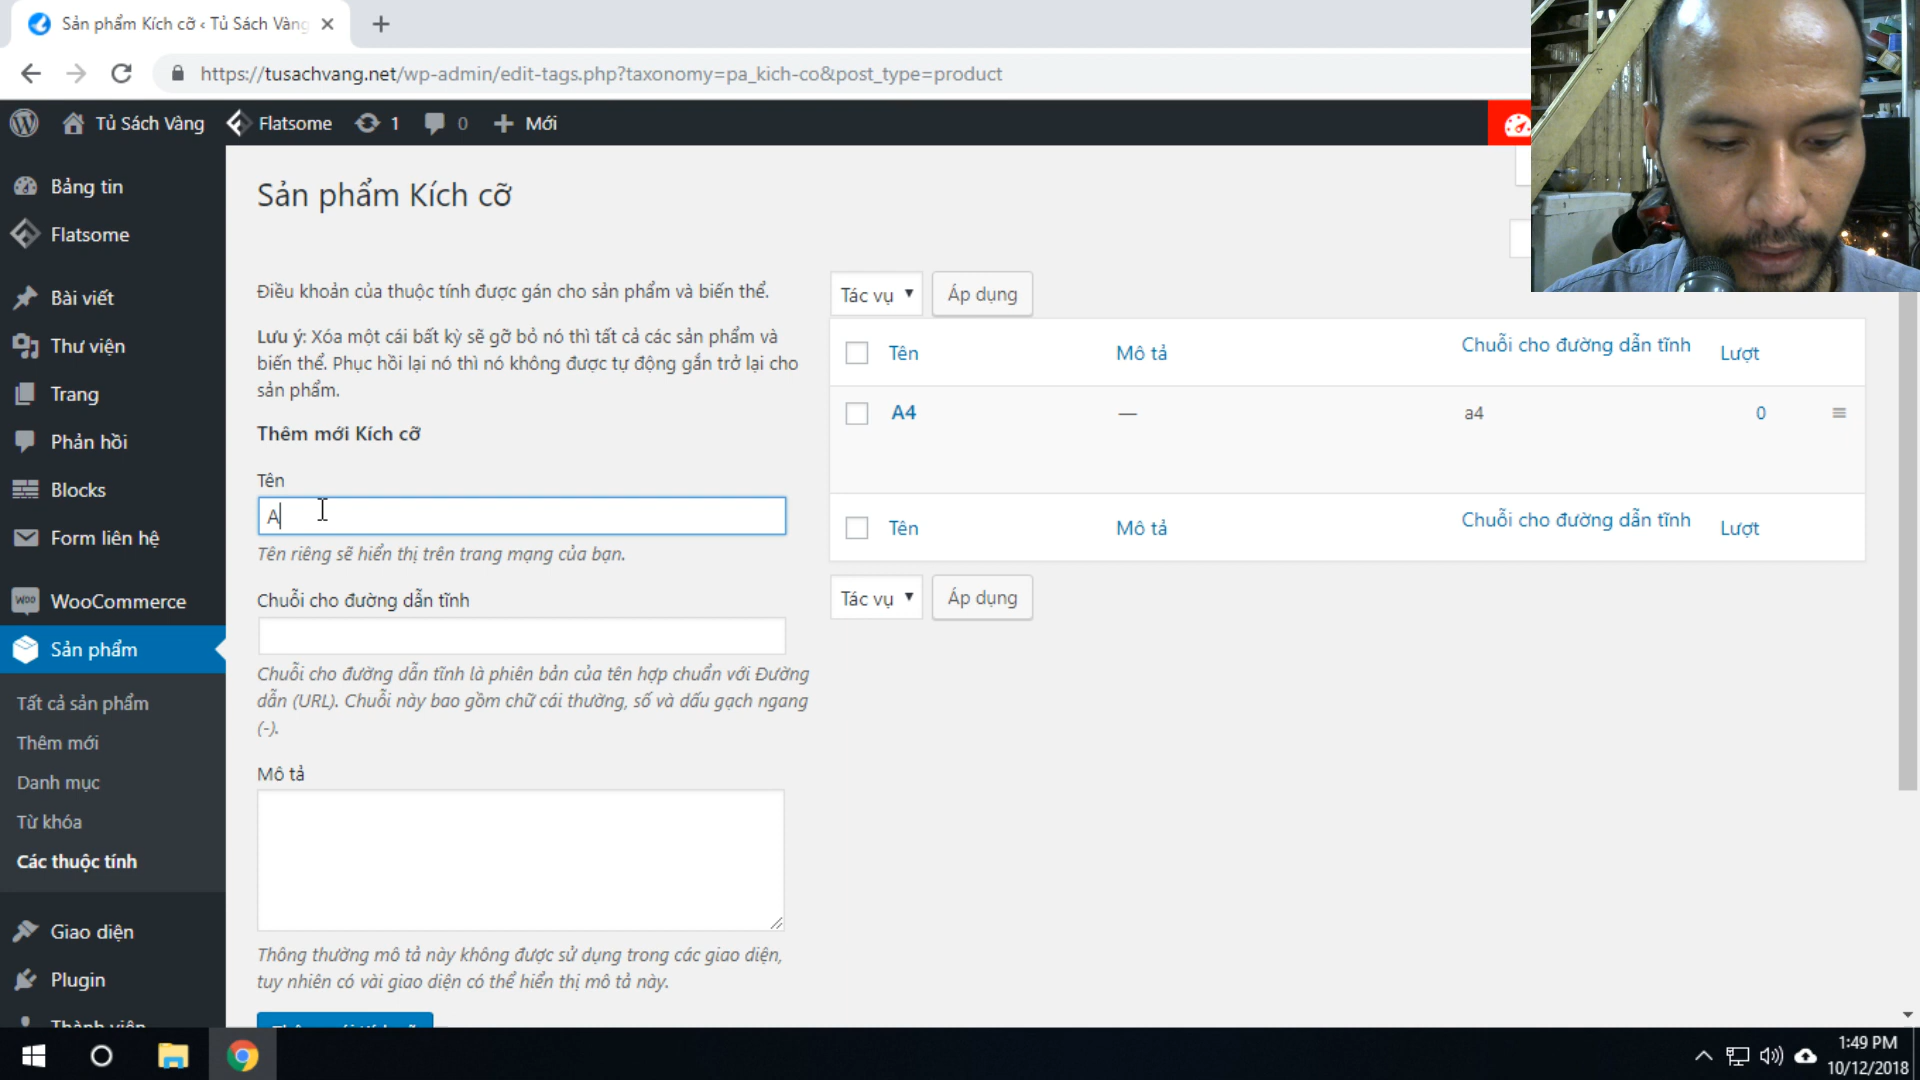 Sản phẩm Kích cỡ ‹ Tủ Sách Vàng
https://tusachvang.net/wp-admin/edit-tags.php?taxonomy=pa_kich-co&post_type=product
Tủ Sách Vàng
Flatsome
1
0
Mới
Bảng tin
Flatsome
Bài viết
Thư viện
Trang
Phản hồi
Blocks
Form liên hệ
WooCommerce
Sản phẩm
Tất cả sản phẩm
Thêm mới
Danh mục
Từ khóa
Các thuộc tính
Giao diện
Plugin
Thành viên
Sản phẩm Kích cỡ
Điều khoản của thuộc tính được gán cho sản phẩm và biến thể.
Lưu ý: Xóa một cái bất kỳ sẽ gỡ bỏ nó thì tất cả các sản phẩm và
biến thể. Phục hồi lại nó thì nó không được tự động gắn trở lại cho
sản phẩm.
Thêm mới Kích cỡ
Tên
A
Tên riêng sẽ hiển thị trên trang mạng của bạn.
Chuỗi cho đường dẫn tĩnh
Chuỗi cho đường dẫn tĩnh là phiên bản của tên hợp chuẩn với Đường
dẫn (URL). Chuỗi này bao gồm chữ cái thường, số và dấu gạch ngang
(-).
Mô tả
Thông thường mô tả này không được sử dụng trong các giao diện,
tuy nhiên có vài giao diện có thể hiển thị mô tả này.
Thêm mới Kích cỡ
Tác vụ
Áp dụng
Tên Mô tả Chuỗi cho đường dẫn tĩnh Lượt
A4 — a4 0
Tên Mô tả Chuỗi cho đường dẫn tĩnh Lượt
Tác vụ
Áp dụng
1:49 PM
10/12/2018